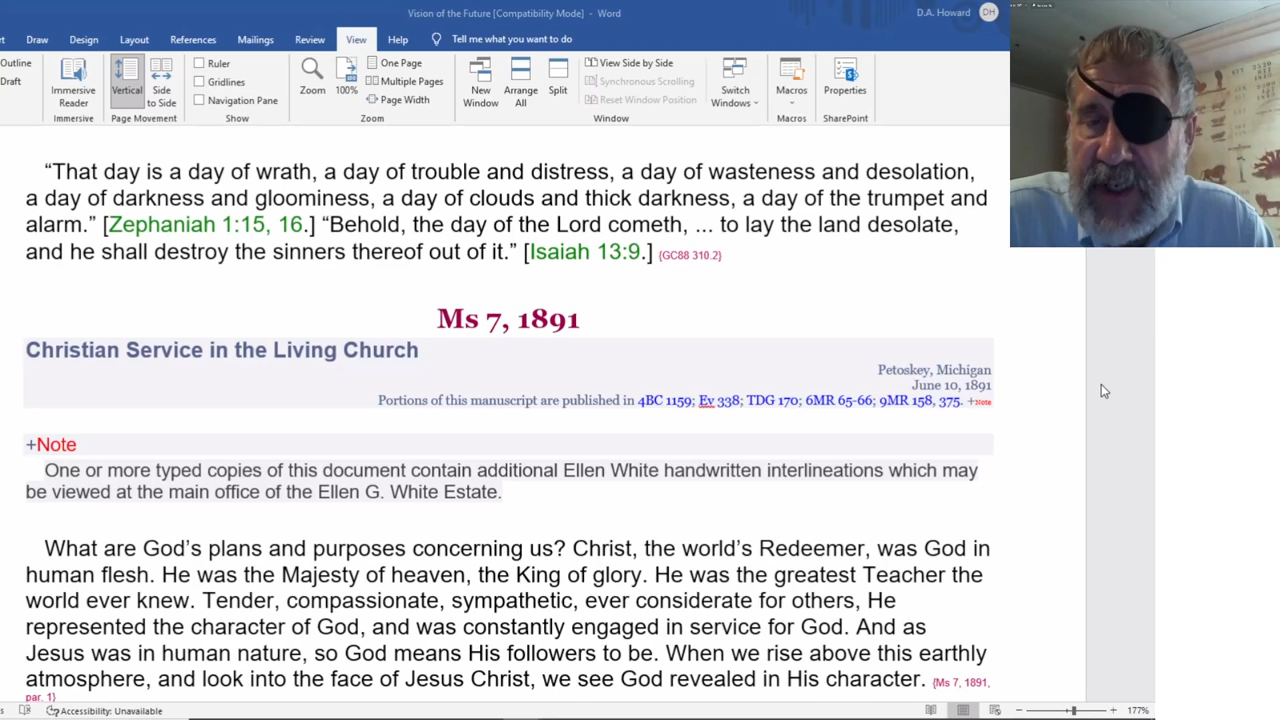 Vision of the Future [Compatibility Mode] - Word
D.A. Howard DH
Draw Design Layout References Mailings Review View Help Tell me what you want to do
Outline
Draft
Immersive Reader
Immersive
Vertical
Side to Side
Page Movement
Ruler
Gridlines
Navigation Pane
Show
Zoom
100%
One Page
Multiple Pages
Page Width
Zoom
New Window
Arrange All
Split
View Side by Side
Synchronous Scrolling
Reset Window Position
Window
Switch Windows
Macros
Macros
Properties
SharePoint
“That day is a day of wrath, a day of trouble and distress, a day of wasteness and desolation,
a day of darkness and gloominess, a day of clouds and thick darkness, a day of the trumpet and
alarm.” [Zephaniah 1:15, 16.] “Behold, the day of the Lord cometh, ... to lay the land desolate,
and he shall destroy the sinners thereof out of it.” [Isaiah 13:9.] {GC88 310.2}
Ms 7, 1891
Christian Service in the Living Church
Petoskey, Michigan
June 10, 1891
Portions of this manuscript are published in 4BC 1159; Ev 338; TDG 170; 6MR 65-66; 9MR 158, 375. +Note
+Note
One or more typed copies of this document contain additional Ellen White handwritten interlineations which may
be viewed at the main office of the Ellen G. White Estate.
What are God’s plans and purposes concerning us? Christ, the world’s Redeemer, was God in
human flesh. He was the Majesty of heaven, the King of glory. He was the greatest Teacher the
world ever knew. Tender, compassionate, sympathetic, ever considerate for others, He
represented the character of God, and was constantly engaged in service for God. And as
Jesus was in human nature, so God means His followers to be. When we rise above this earthly
atmosphere, and look into the face of Jesus Christ, we see God revealed in His character. {Ms 7, 1891,
par. 1}
Accessibility: Unavailable
177%